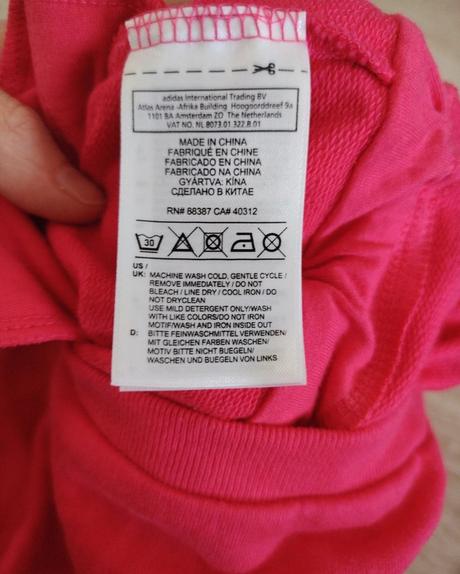 adidas International Trading BV
Atlas Arena -Afrika Building Hoogoorddreef 9a
1101 BA Amsterdam ZO The Netherlands
VAT NO. NL 8073.01.322.B.01
MADE IN CHINA
FABRIQUÉ EN CHINE
FABRICADO EN CHINA
FABRICADO NA CHINA
GYÁRTVA: KÍNA
СДЕЛАНО В КИТАЕ
RN# 88387 CA# 40312
30
US /
UK: MACHINE WASH COLD, GENTLE CYCLE /
REMOVE IMMEDIATELY / DO NOT
BLEACH / LINE DRY / COOL IRON / DO
NOT DRYCLEAN
USE MILD DETERGENT ONLY/WASH
WITH LIKE COLORS/DO NOT IRON
MOTIF/WASH AND IRON INSIDE OUT
D: BITTE FEINWASCHMITTEL VERWENDEN/
MIT GLEICHEN FARBEN WASCHEN/
MOTIV BITTE NICHT BUEGELN/
WASCHEN UND BUEGELN VON LINKS